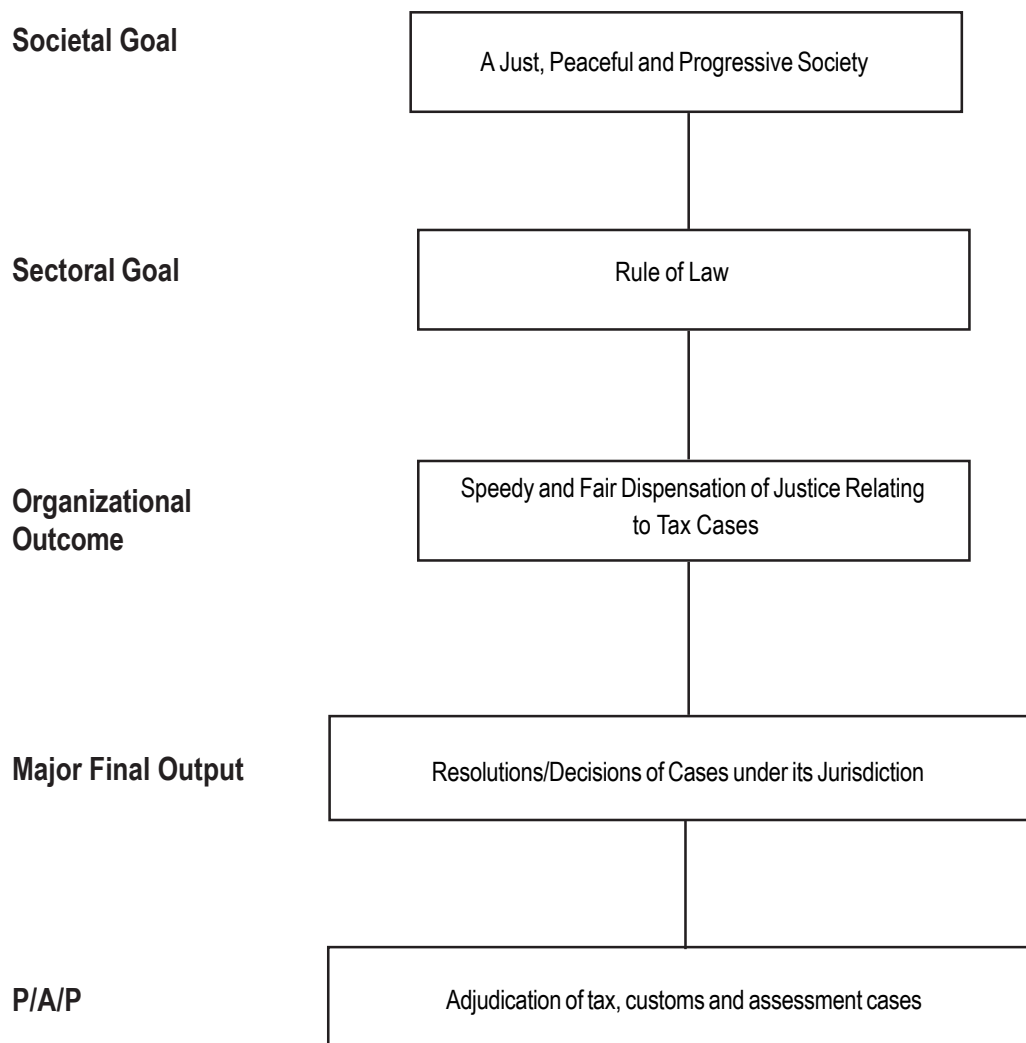 Societal Goal
A Just, Peaceful and Progressive Society
Sectoral Goal
Rule of Law
Organizational
Outcome
Speedy and Fair Dispensation of Justice Relating
to Tax Cases
Major Final Output
Resolutions/Decisions of Cases under its Jurisdiction
P/A/P
Adjudication of tax, customs and assessment cases